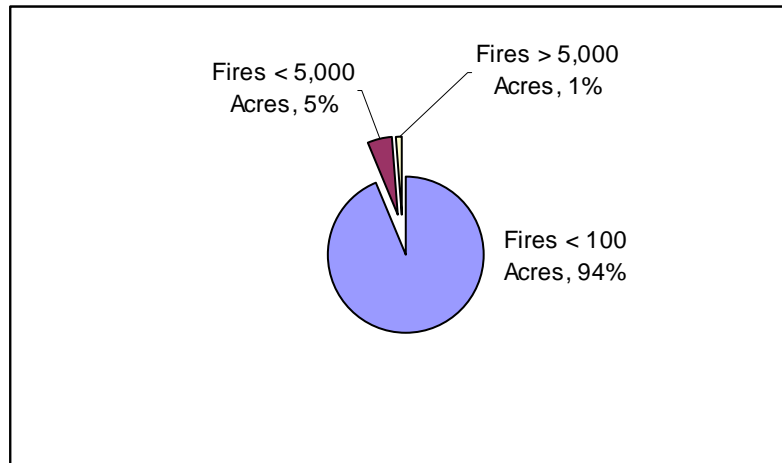 Fires < 5,000
Acres, 5%
Fires > 5,000
Acres, 1%
Fires < 100
Acres, 94%